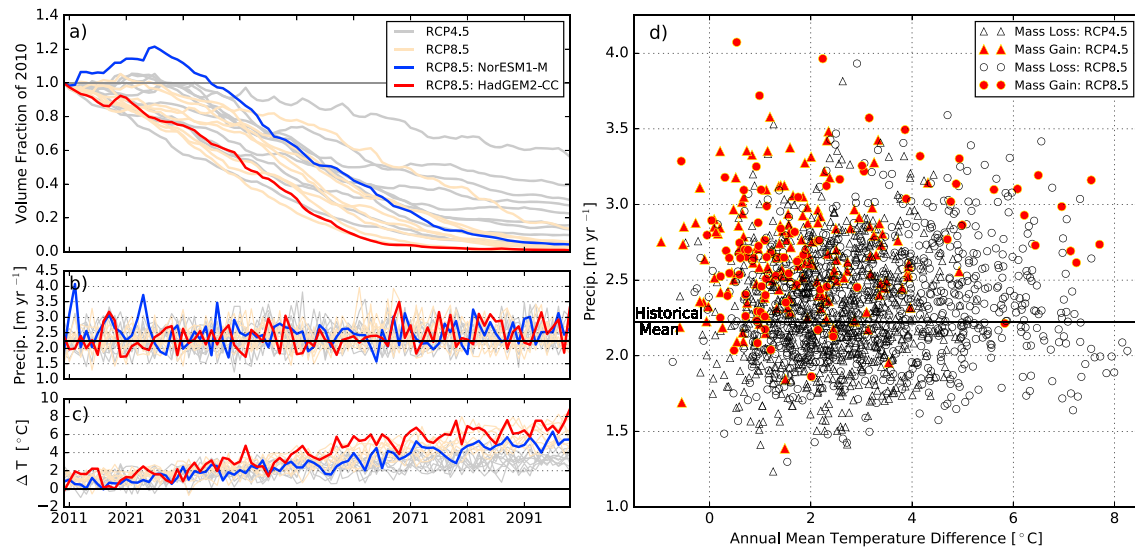 a)
Volume Fraction of 2010
1.4
1.2
1.0
0.8
0.6
0.4
0.2
0.0
RCP4.5
RCP8.5
RCP8.5: NorESM1-M
RCP8.5: HadGEM2-CC
b)
Precip. [m yr⁻¹]
4.5
4.0
3.5
3.0
2.5
2.0
1.5
1.0
c)
Δ T [°C]
10
8
6
4
2
0
−2
2011 2021 2031 2041 2051 2061 2071 2081 2091
d)
Precip. [m yr⁻¹]
4.0
3.5
3.0
2.5
2.0
1.5
1.0
Mass Loss: RCP4.5
Mass Gain: RCP4.5
Mass Loss: RCP8.5
Mass Gain: RCP8.5
Historical
Mean
0 2 4 6 8
Annual Mean Temperature Difference [°C]